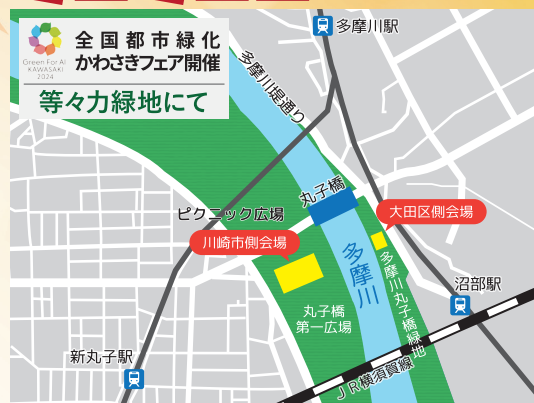 全国都市緑化
かわさきフェア開催
Green For All
KAWASAKI
2024
等々力緑地にて
多摩川駅
多摩川堤通り
丸子橋
ピクニック広場
大田区側会場
川崎市側会場
多摩川
多摩川丸子橋緑地
沼部駅
丸子橋
第一広場
新丸子駅
JR横須賀線